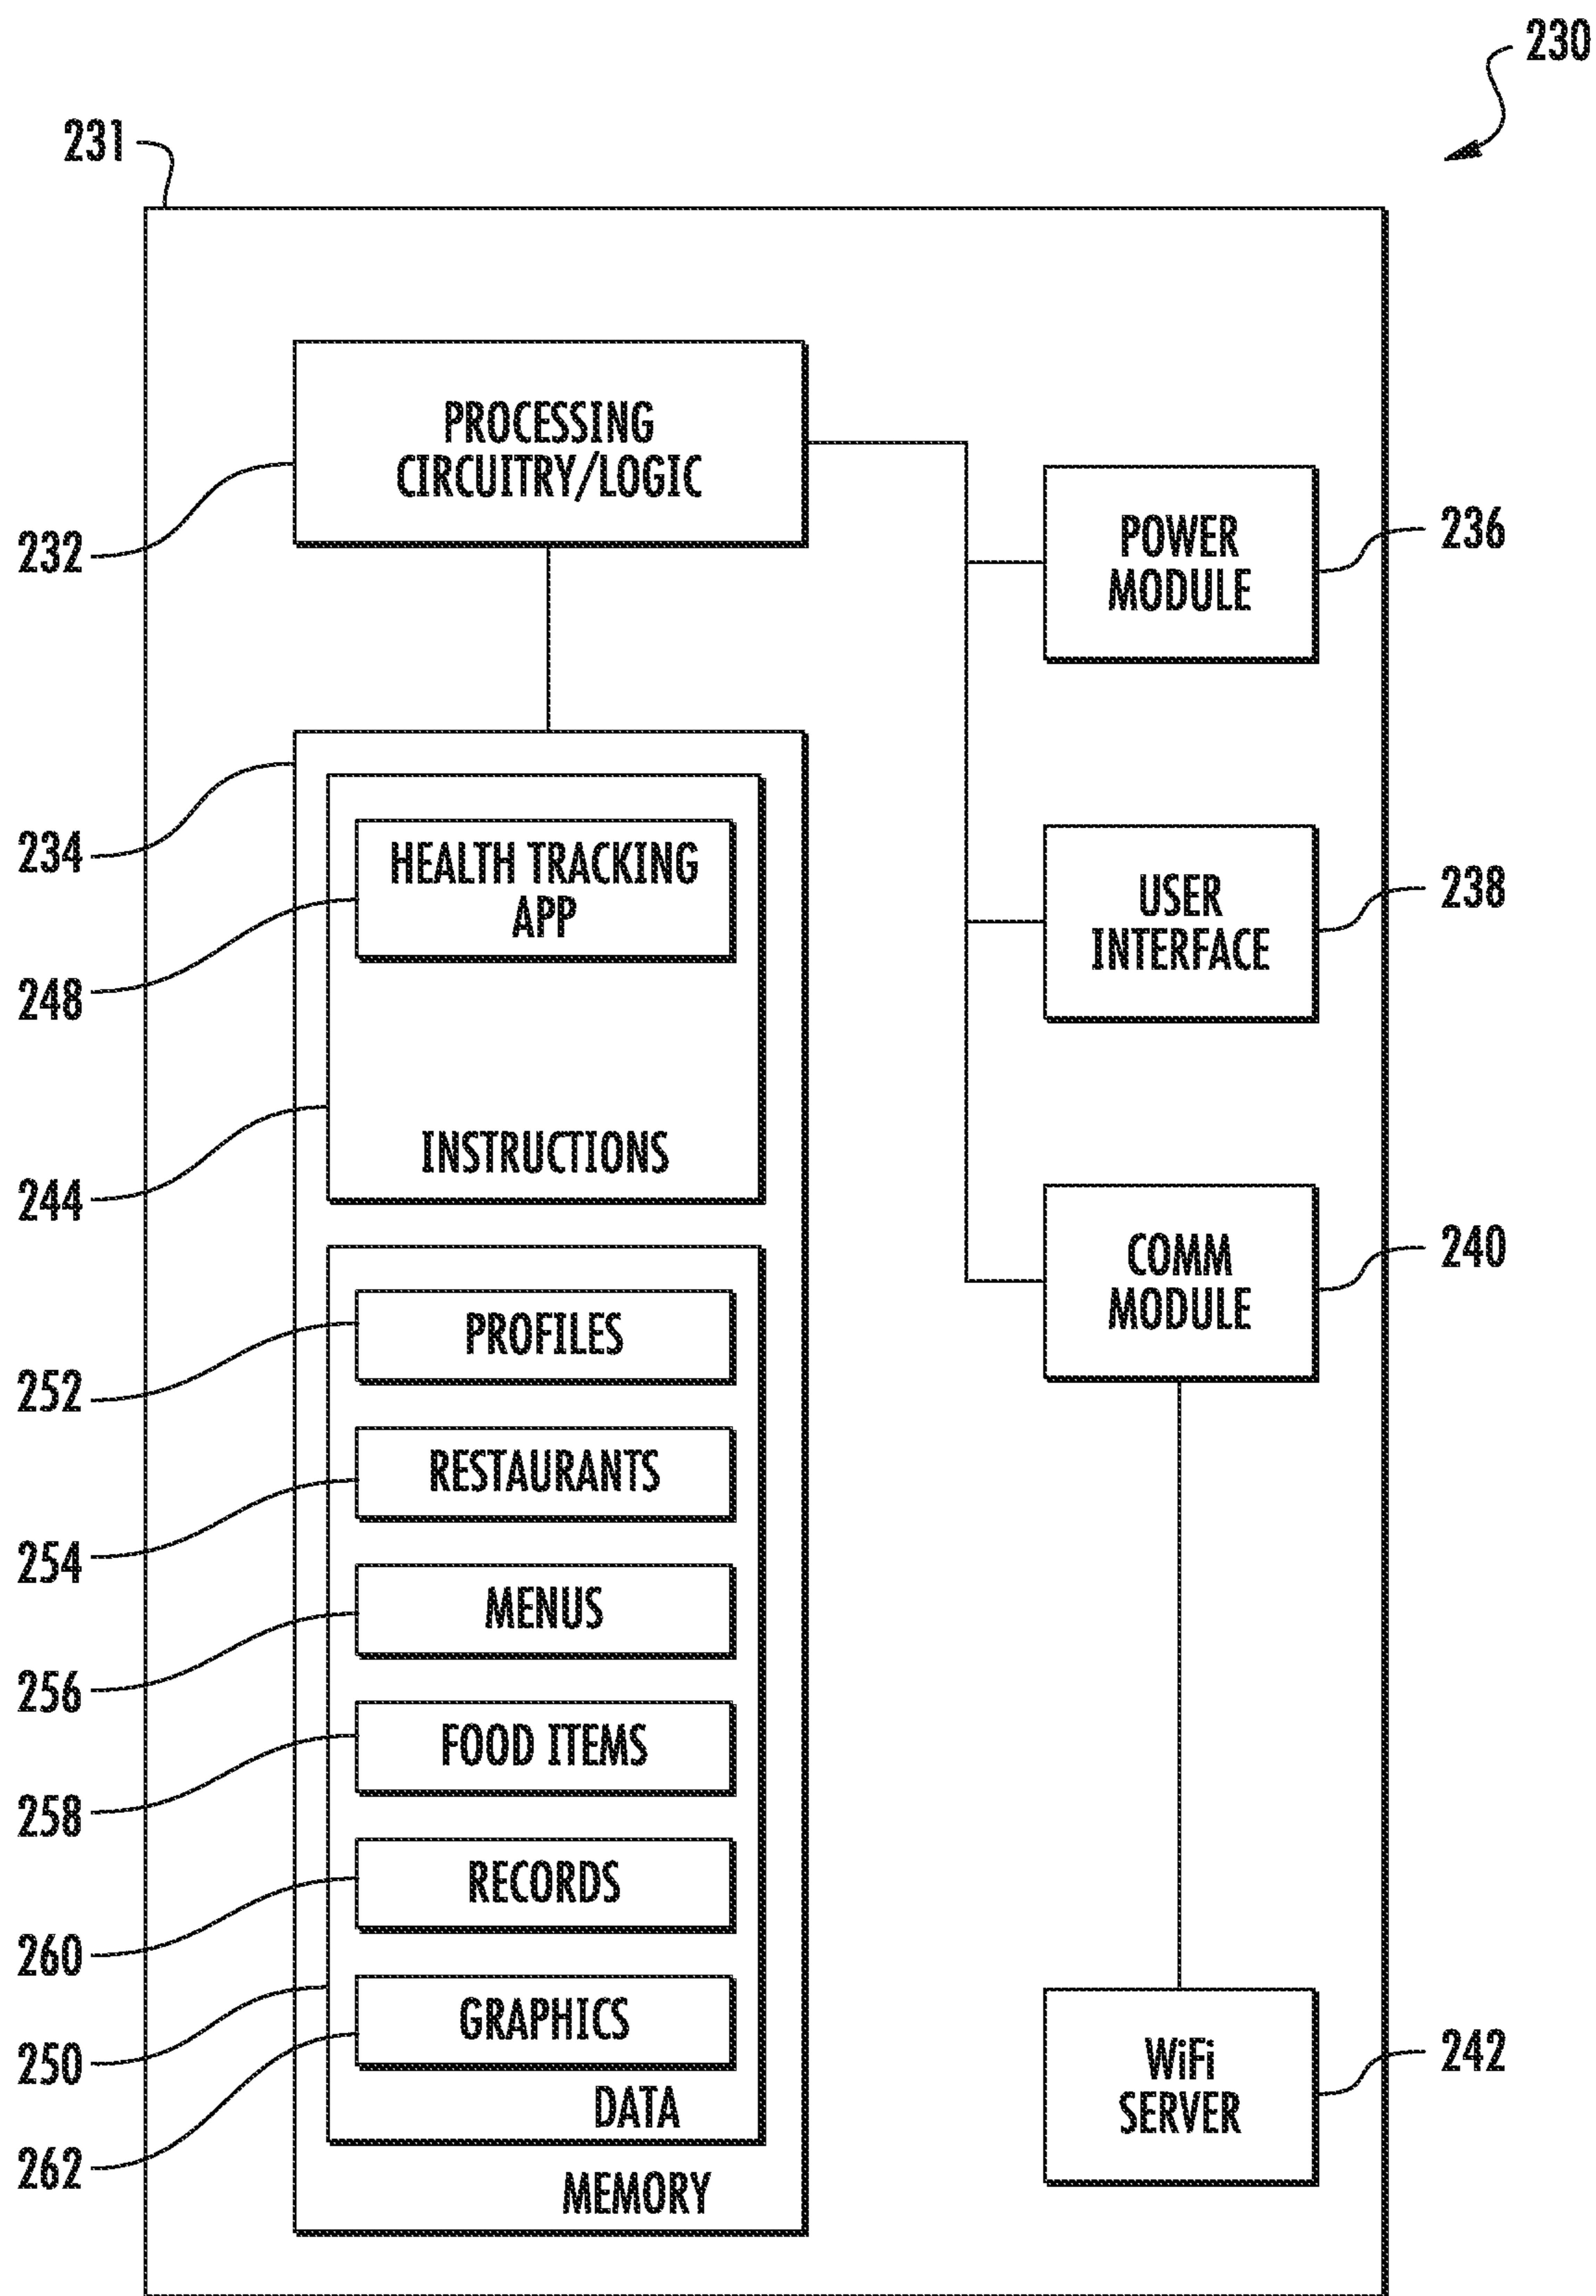 230
231
PROCESSING
CIRCUITRY/LOGIC
232
POWER
MODULE
236
234
HEALTH TRACKING
APP
248
USER
INTERFACE
238
INSTRUCTIONS
244
COMM
MODULE
240
PROFILES
252
RESTAURANTS
254
MENUS
256
FOOD ITEMS
258
RECORDS
260
GRAPHICS
250
DATA
262
MEMORY
WiFi
SERVER
242